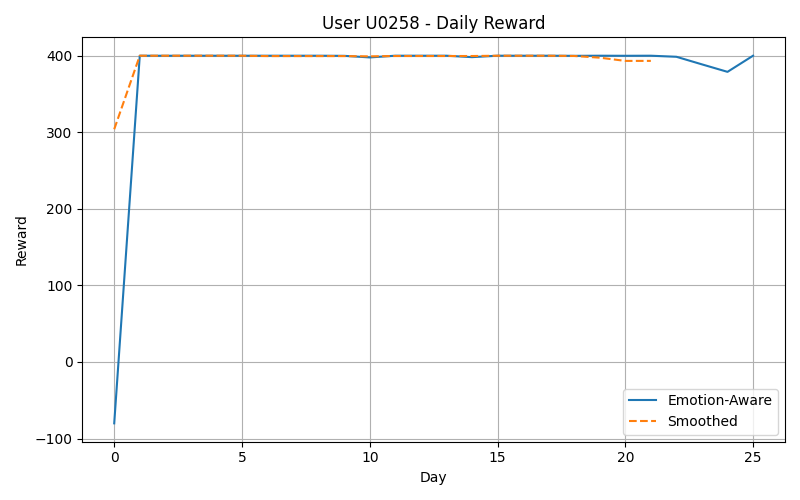 User U0258 - Daily Reward
Reward
400
300
200
100
0
−100
0 5 10 15 20 25
Day
Emotion-Aware
Smoothed